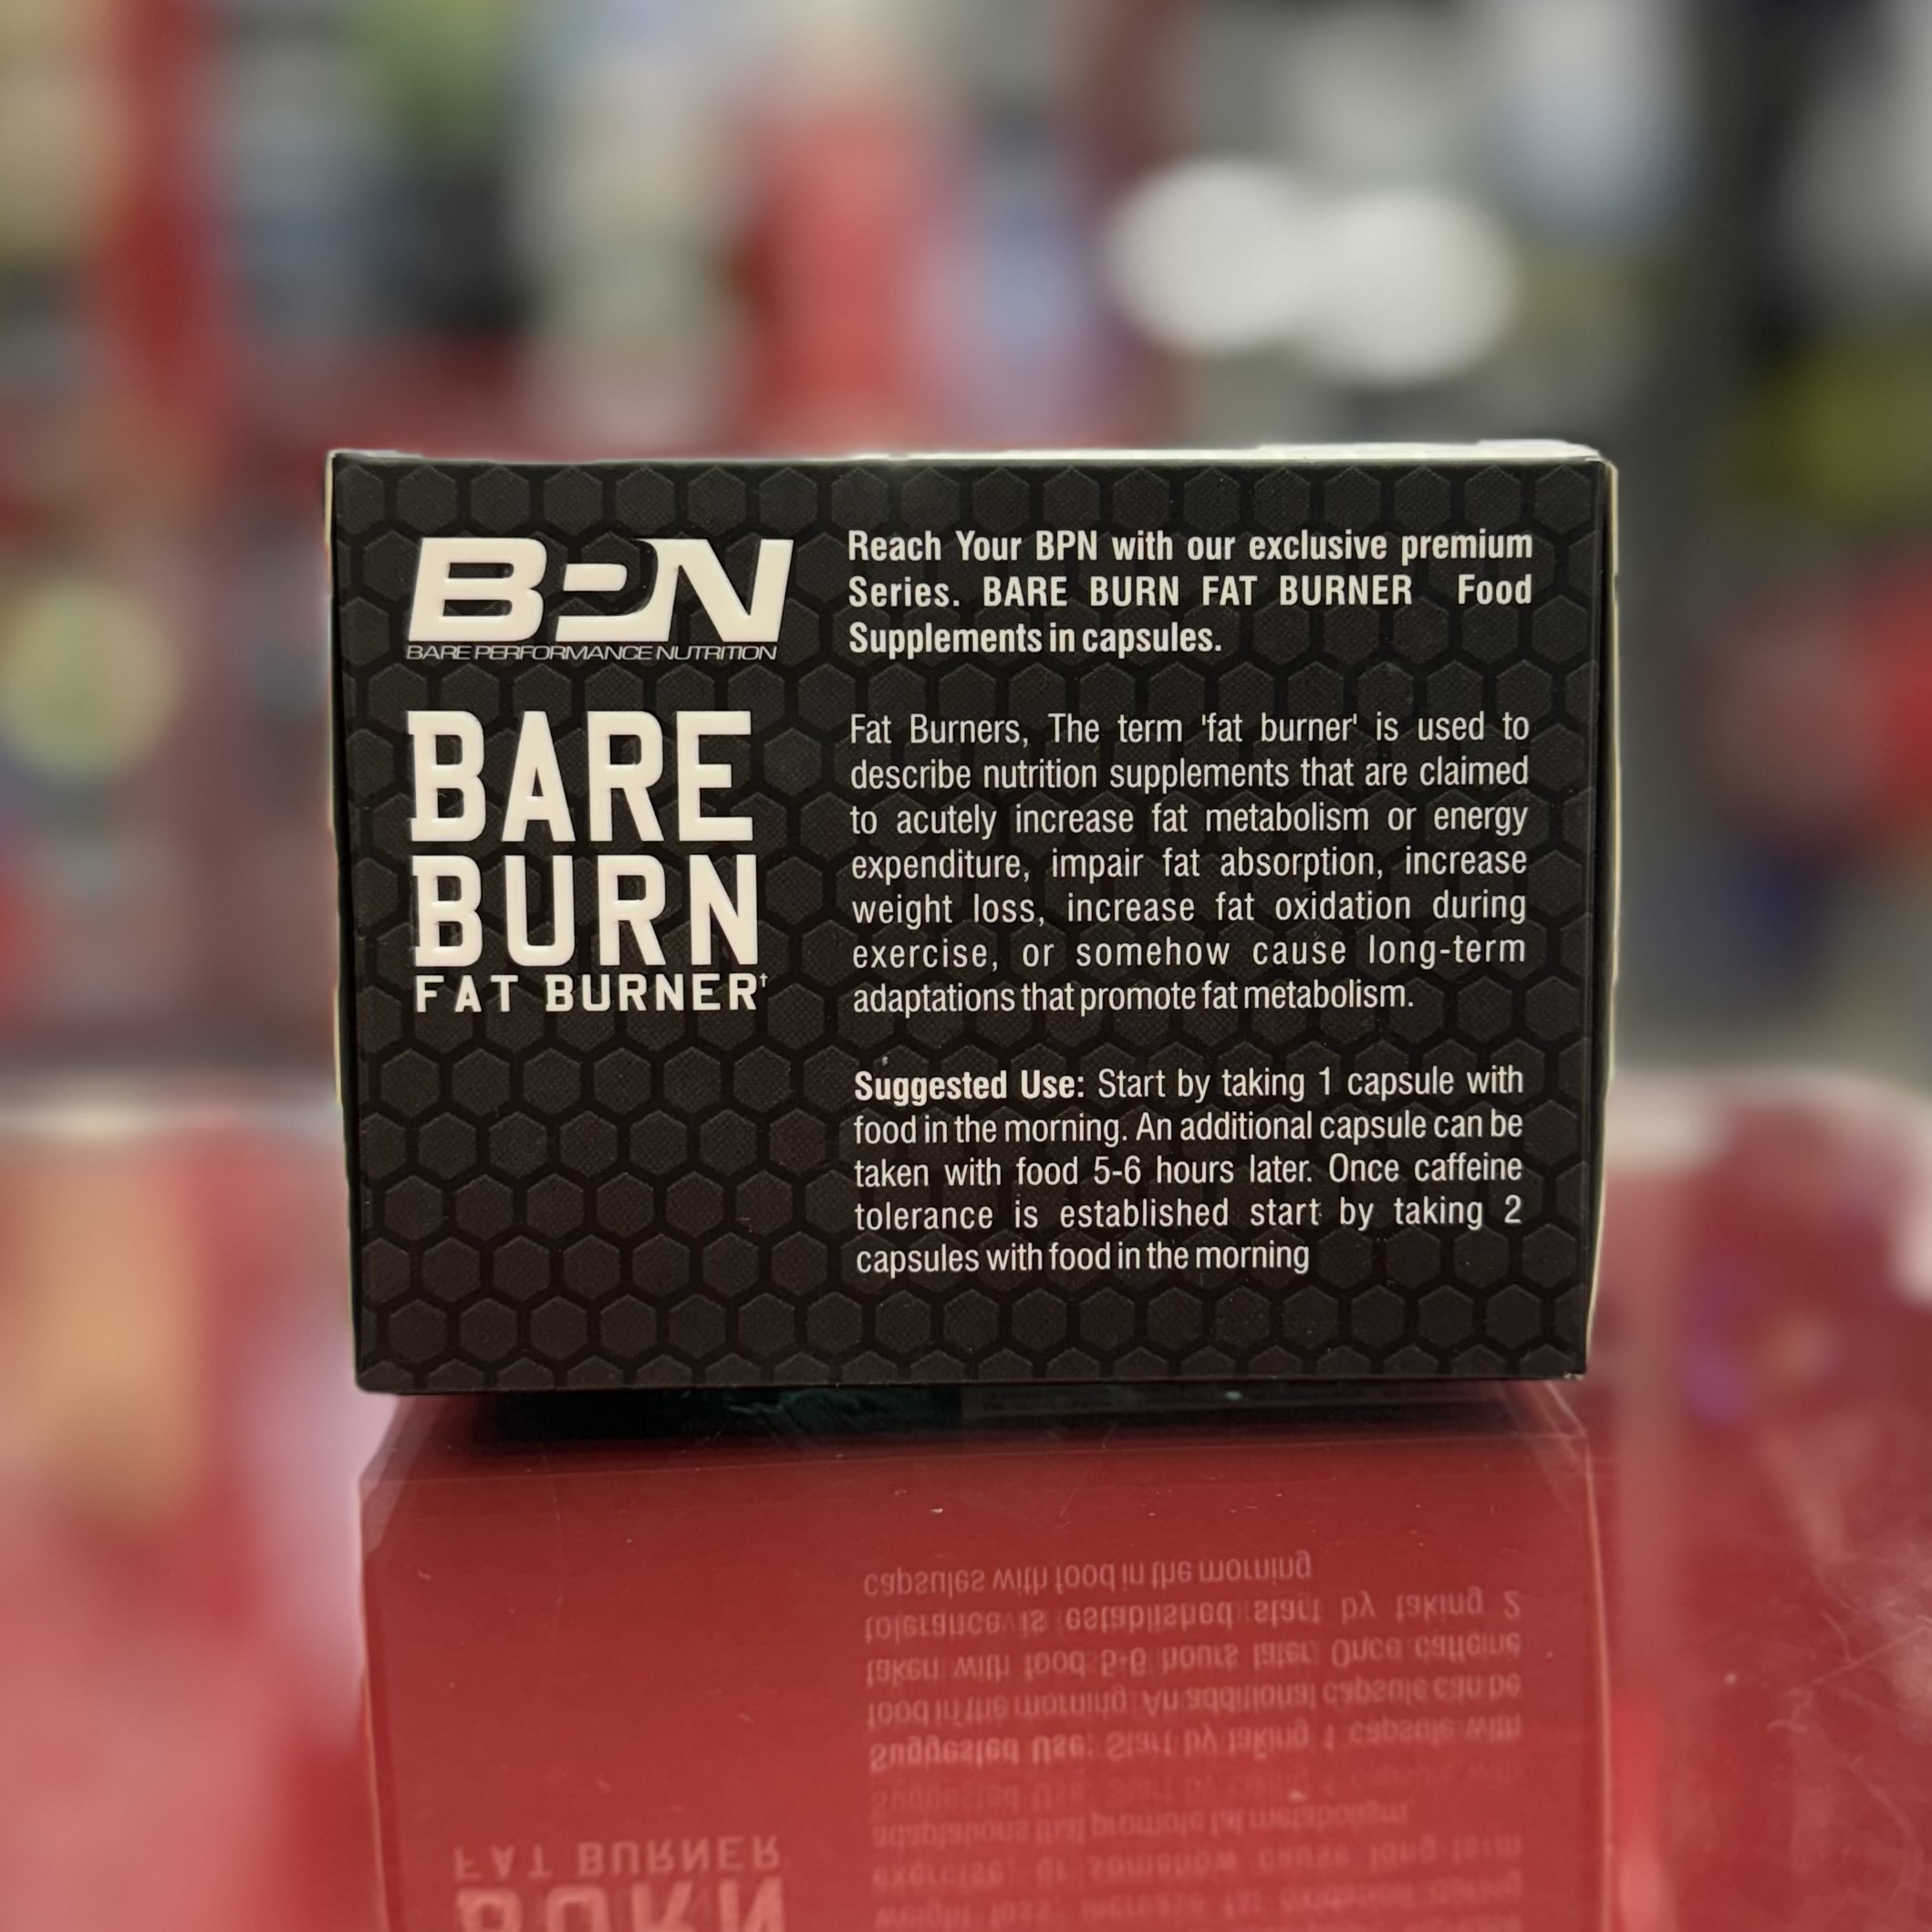 BPN
BARE PERFORMANCE NUTRITION
BARE
BURN
FAT BURNER†
Reach Your BPN with our exclusive premium
Series. BARE BURN FAT BURNER Food
Supplements in capsules.
Fat Burners, The term 'fat burner' is used to
describe nutrition supplements that are claimed
to acutely increase fat metabolism or energy
expenditure, impair fat absorption, increase
weight loss, increase fat oxidation during
exercise, or somehow cause long-term
adaptations that promote fat metabolism.
Suggested Use: Start by taking 1 capsule with
food in the morning. An additional capsule can be
taken with food 5-6 hours later. Once caffeine
tolerance is established start by taking 2
capsules with food in the morning